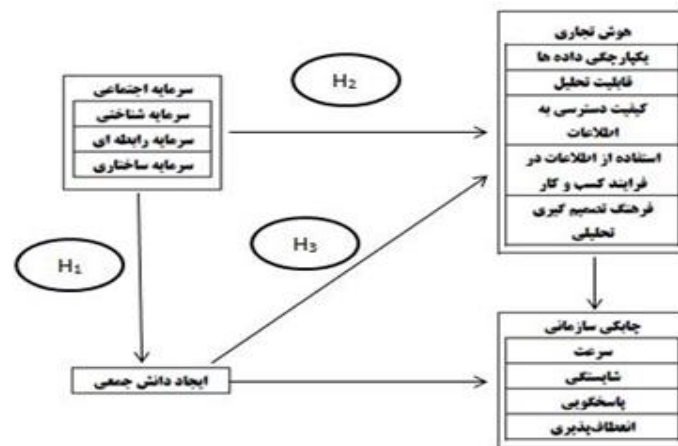 هوش تجاری
یکپارچگی داده ها
قابلیت تحلیل
کیفیت دسترسی به
اطلاعات
استفاده از اطلاعات در
فرایند کسب و کار
فرهنگ تصمیم گیری
تحلیلی
H₂
سرمایه اجتماعی
سرمایه شناختی
سرمایه رابطه ای
سرمایه ساختاری
H₃
H₁
چابکی سازمانی
سرعت
شایستگی
پاسخگویی
انعطاف‌پذیری
ایجاد دانش جمعی